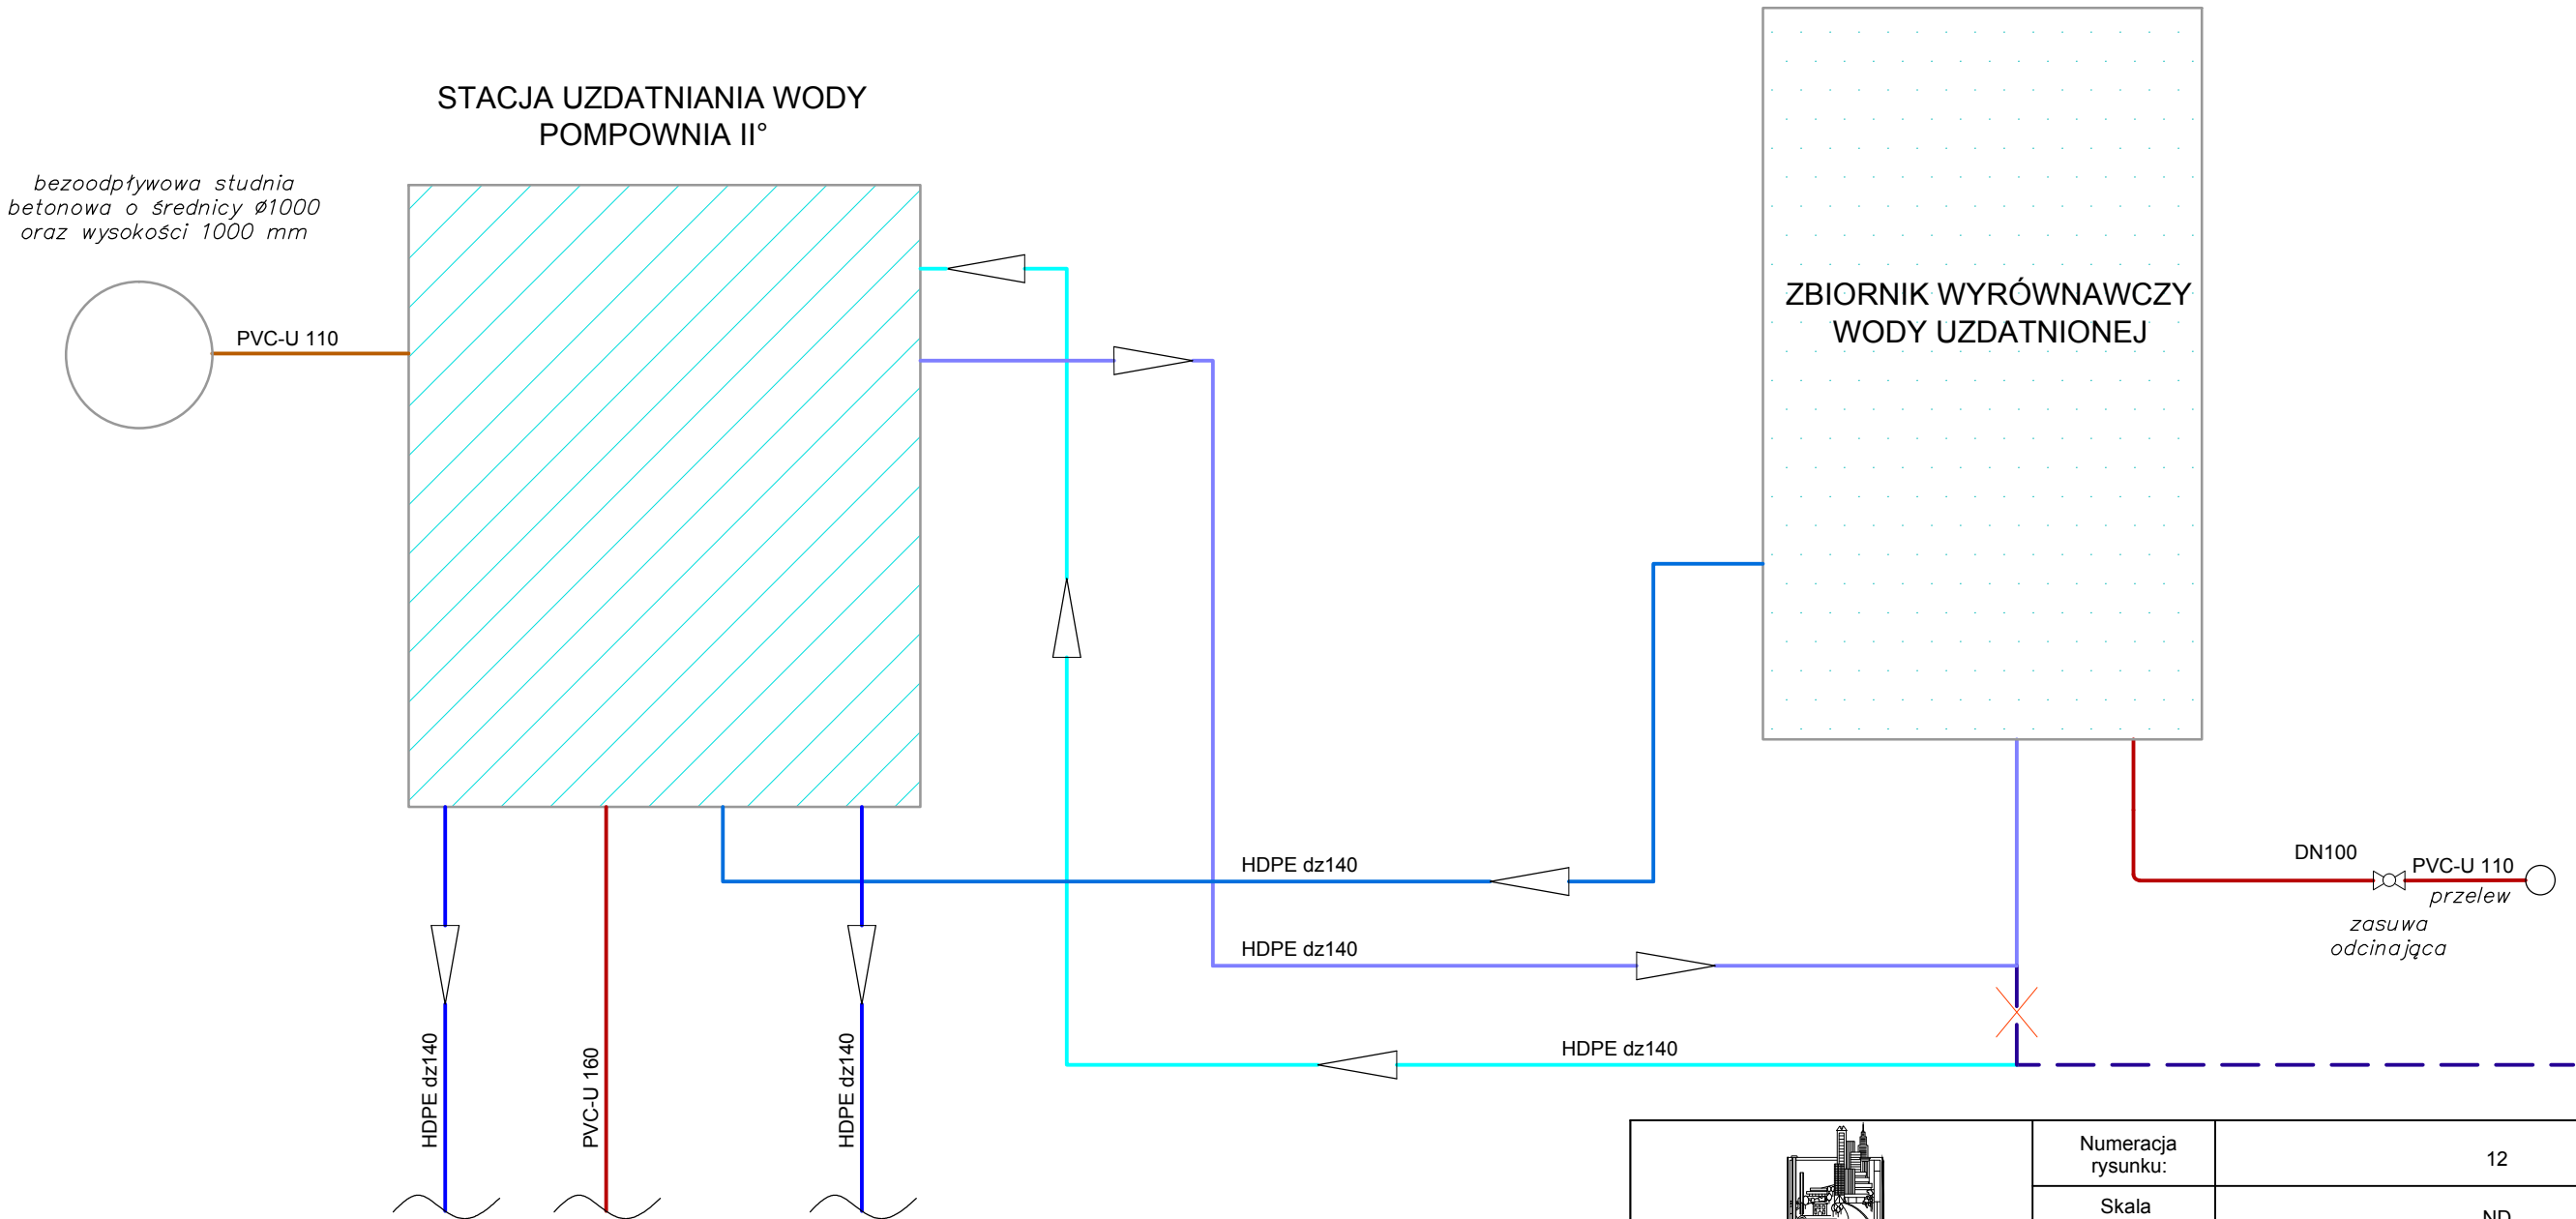 STACJA UZDATNIANIA WODY
POMPOWNIA II°
bezoodpływowa studnia
betonowa o średnicy ø1000
oraz wysokości 1000 mm
PVC-U 110
ZBIORNIK WYRÓWNAWCZY
WODY UZDATNIONEJ
HDPE dz140
HDPE dz140
HDPE dz140
DN100
PVC-U 110
przelew
zasuwa
odcinająca
HDPE dz140
PVC-U 160
HDPE dz140
Numeracja
rysunku:
12
Skala
ND